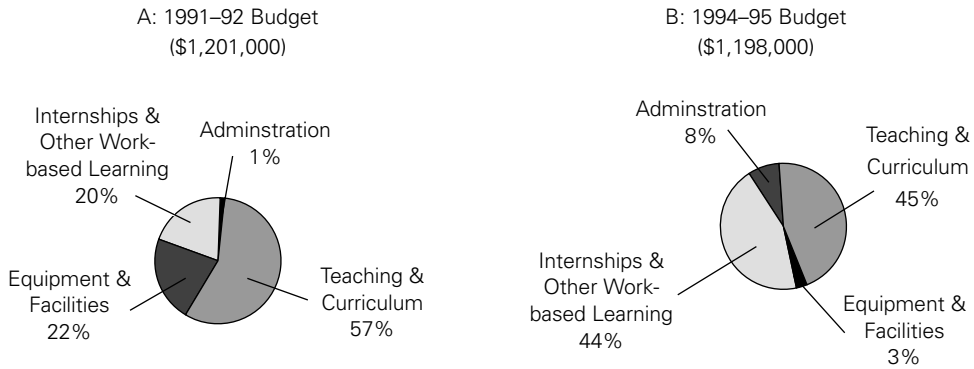 A: 1991–92 Budget
($1,201,000)
Internships &
Other Work-
based Learning
20%
Adminstration
1%
Equipment &
Facilities
22%
Teaching &
Curriculum
57%
B: 1994–95 Budget
($1,198,000)
Adminstration
8%
Teaching &
Curriculum
45%
Internships &
Other Work-
based Learning
44%
Equipment &
Facilities
3%